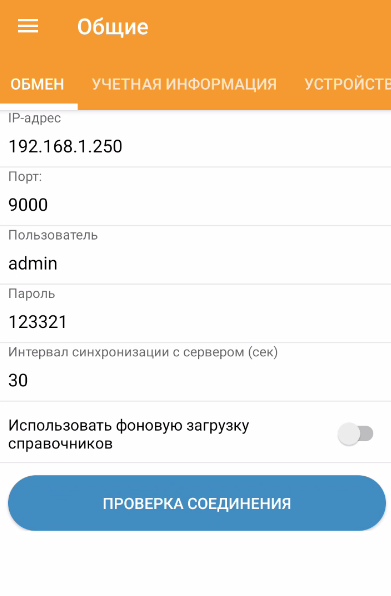 Общие
ОБМЕН УЧЕТНАЯ ИНФОРМАЦИЯ УСТРОЙСТВ
IP-адрес
192.168.1.250
Порт:
9000
Пользователь
admin
Пароль
123321
Интервал синхронизации с сервером (сек)
30
Использовать фоновую загрузку
справочников
ПРОВЕРКА СОЕДИНЕНИЯ